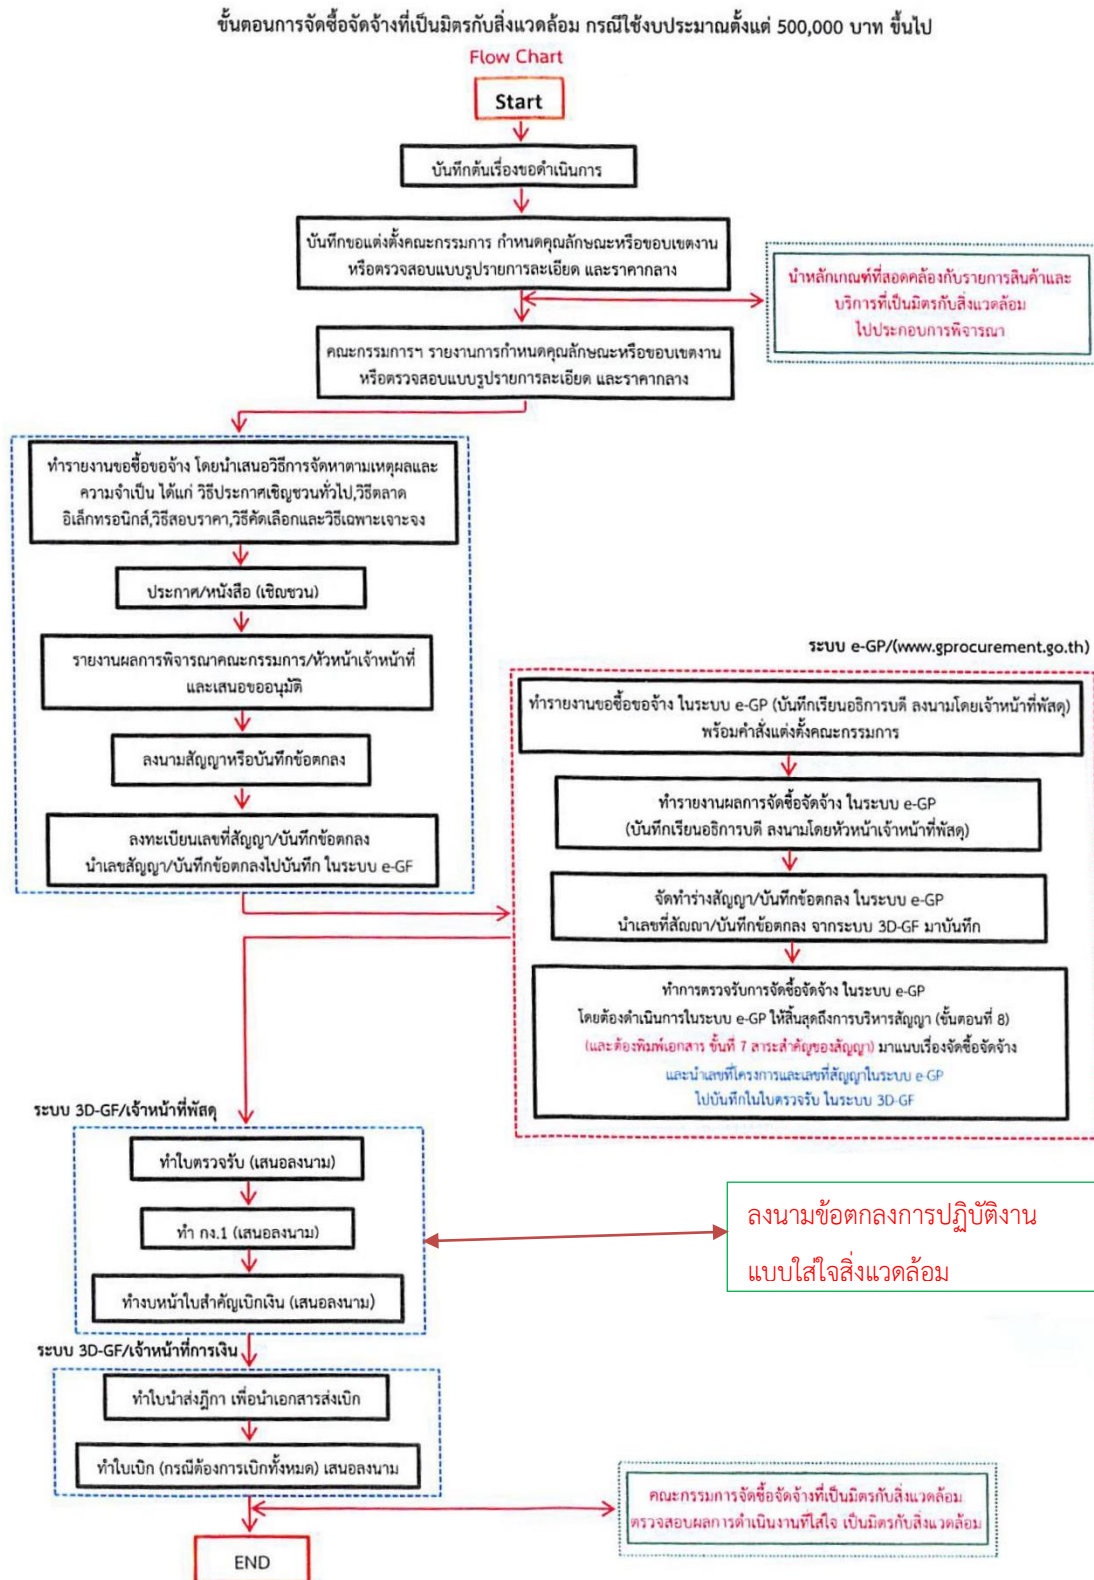 ขั้นตอนการจัดซื้อจัดจ้างที่เป็นมิตรกับสิ่งแวดล้อม กรณีใช้งบประมาณตั้งแต่ 500,000 บาท ขึ้นไป
Flow Chart
Start
บันทึกต้นเรื่องขอดำเนินการ
บันทึกขอแต่งตั้งคณะกรรมการ กำหนดคุณลักษณะหรือขอบเขตงาน
หรือตรวจสอบแบบรูปรายการละเอียด และราคากลาง
นำหลักเกณฑ์ที่สอดคล้องกับรายการสินค้าและ
บริการที่เป็นมิตรกับสิ่งแวดล้อม
ไปประกอบการพิจารณา
คณะกรรมการฯ รายงานการกำหนดคุณลักษณะหรือขอบเขตงาน
หรือตรวจสอบแบบรูปรายการละเอียด และราคากลาง
ทำรายงานขอซื้อขอจ้าง โดยนำเสนอวิธีการจัดหาตามเหตุผลและ
ความจำเป็น ได้แก่ วิธีประกาศเชิญชวนทั่วไป,วิธีตลาด
อิเล็กทรอนิกส์,วิธีสอบราคา,วิธีคัดเลือกและวิธีเฉพาะเจาะจง
ประกาศ/หนังสือ (เชิญชวน)
รายงานผลการพิจารณาคณะกรรมการ/หัวหน้าเจ้าหน้าที่
และเสนอขออนุมัติ
ลงนามสัญญาหรือบันทึกข้อตกลง
ลงทะเบียนเลขที่สัญญา/บันทึกข้อตกลง
นำเลขสัญญา/บันทึกข้อตกลงไปบันทึก ในระบบ e-GF
ระบบ e-GP/(www.gprocurement.go.th)
ทำรายงานขอซื้อขอจ้าง ในระบบ e-GP (บันทึกเรียนอธิการบดี ลงนามโดยเจ้าหน้าที่พัสดุ)
พร้อมคำสั่งแต่งตั้งคณะกรรมการ
ทำรายงานผลการจัดซื้อจัดจ้าง ในระบบ e-GP
(บันทึกเรียนอธิการบดี ลงนามโดยหัวหน้าเจ้าหน้าที่พัสดุ)
จัดทำร่างสัญญา/บันทึกข้อตกลง ในระบบ e-GP
นำเลขที่สัญญา/บันทึกข้อตกลง จากระบบ 3D-GF มาบันทึก
ทำการตรวจรับการจัดซื้อจัดจ้าง ในระบบ e-GP
โดยต้องดำเนินการในระบบ e-GP ให้สิ้นสุดถึงการบริหารสัญญา (ขั้นตอนที่ 8)
(และต้องพิมพ์เอกสาร ขั้นที่ 7 สาระสำคัญของสัญญา) มาแนบเรื่องจัดซื้อจัดจ้าง
และนำเลขที่โครงการและเลขที่สัญญาในระบบ e-GP
ไปบันทึกในใบตรวจรับ ในระบบ 3D-GF
ระบบ 3D-GF/เจ้าหน้าที่พัสดุ
ทำใบตรวจรับ (เสนอลงนาม)
ทำ กง.1 (เสนอลงนาม)
ทำงบหน้าใบสำคัญเบิกเงิน (เสนอลงนาม)
ลงนามข้อตกลงการปฏิบัติงาน
แบบใส่ใจสิ่งแวดล้อม
ระบบ 3D-GF/เจ้าหน้าที่การเงิน
ทำใบนำส่งฎีกา เพื่อนำเอกสารส่งเบิก
ทำใบเบิก (กรณีต้องการเบิกทั้งหมด) เสนอลงนาม
คณะกรรมการจัดซื้อจัดจ้างที่เป็นมิตรกับสิ่งแวดล้อม
ตรวจสอบผลการดำเนินงานที่ใส่ใจ เป็นมิตรกับสิ่งแวดล้อม
END